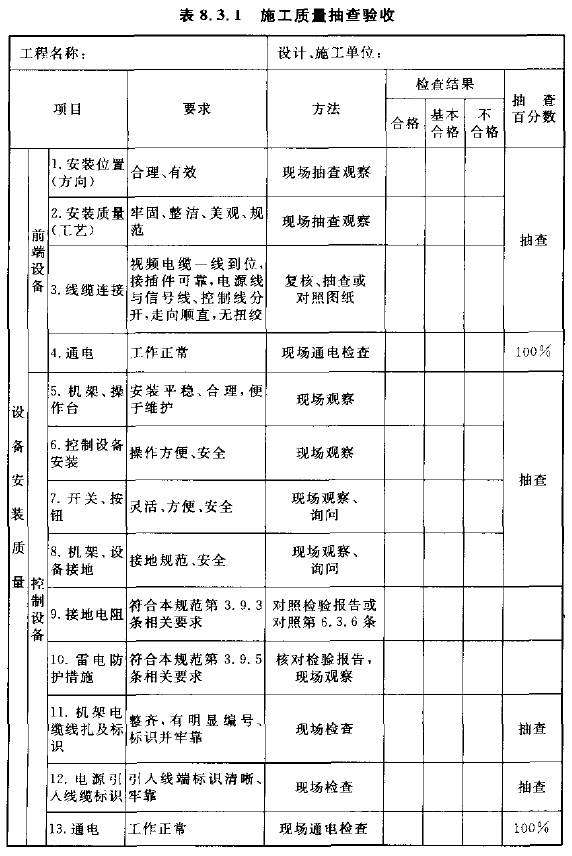 表 8.3.1 施工质量抽查验收
工程名称: 设计、施工单位:
项目 要求 方法 检查结果 抽查
百分数
合格 基本
合格 不
合格
设备安装质量
前端设备
1.安装位置
(方向) 合理、有效 现场抽查观察
2.安装质量
(工艺) 牢固、整洁、美观、规
范 现场抽查观察
抽查
3.线缆连接 视频电缆一线到位,
接插件可靠,电源线
与信号线、控制线分
开,走向顺直,无扭绞 复核、抽查或
对照图纸
4.通电 工作正常 现场通电检查 100%
控制设备
5.机架、操
作台 安装平稳、合理,便
于维护 现场观察
6.控制设备
安装 操作方便、安全 现场观察
抽查
7.开关、按
钮 灵活、方便、安全 现场观察、
询问
8.机架、设
备接地 接地规范、安全 现场观察、
询问
9.接地电阻 符合本规范第 3.9.3
条相关要求 对照检验报告或
对照第 6.3.6 条
10.雷电防
护措施 符合本规范第 3.9.5
条相关要求 核对检验报告,
现场观察
11.机架电
缆线扎及标
识 整齐,有明显编号、
标识并牢靠 现场检查 抽查
12.电源引
入线缆标识 引入线端标识清晰、
牢靠 现场检查 抽查
13.通电 工作正常 现场通电检查 100%